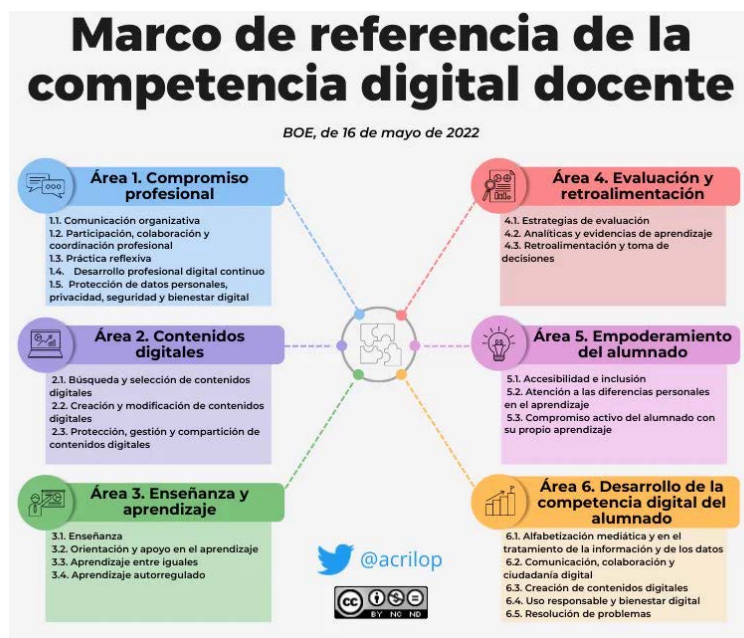 Marco de referencia de la
competencia digital docente
BOE, de 16 de mayo de 2022
Área 1. Compromiso
profesional
1.1. Comunicación organizativa
1.2. Participación, colaboración y
coordinación profesional
1.3. Práctica reflexiva
1.4. Desarrollo profesional digital continuo
1.5. Protección de datos personales,
privacidad, seguridad y bienestar digital
Área 2. Contenidos
digitales
2.1. Búsqueda y selección de contenidos
digitales
2.2. Creación y modificación de contenidos
digitales
2.3. Protección, gestión y compartición de
contenidos digitales
Área 3. Enseñanza y
aprendizaje
3.1. Enseñanza
3.2. Orientación y apoyo en el aprendizaje
3.3. Aprendizaje entre iguales
3.4. Aprendizaje autorregulado
Área 4. Evaluación y
retroalimentación
4.1. Estrategias de evaluación
4.2. Analíticas y evidencias de aprendizaje
4.3. Retroalimentación y toma de
decisiones
Área 5. Empoderamiento
del alumnado
5.1. Accesibilidad e inclusión
5.2. Atención a las diferencias personales
en el aprendizaje
5.3. Compromiso activo del alumnado con
su propio aprendizaje
Área 6. Desarrollo de la
competencia digital del
alumnado
6.1. Alfabetización mediática y en el
tratamiento de la información y de los datos
6.2. Comunicación, colaboración y
ciudadanía digital
6.3. Creación de contenidos digitales
6.4. Uso responsable y bienestar digital
6.5. Resolución de problemas
@acrilop
cc
BY NC ND